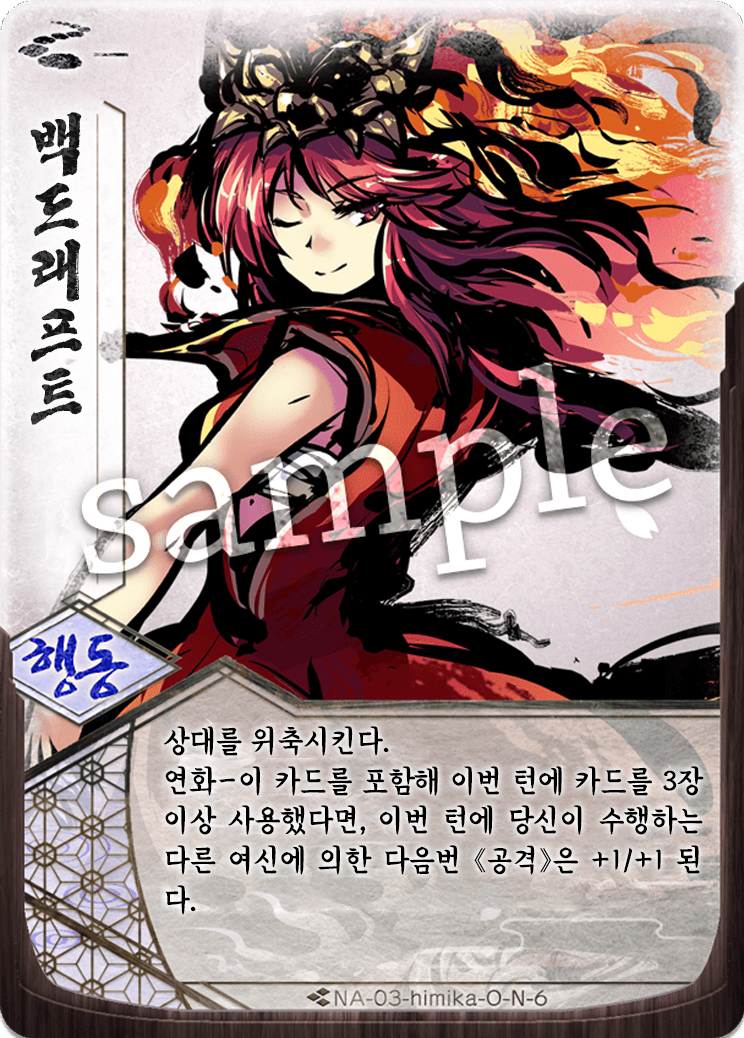 백드래프트
sample
행동
상대를 위축시킨다.
연화-이 카드를 포함해 이번 턴에 카드를 3장
이상 사용했다면, 이번 턴에 당신이 수행하는
다른 여신에 의한 다음번 《공격》은 +1/+1 된
다.
NA-03-himika-O-N-6